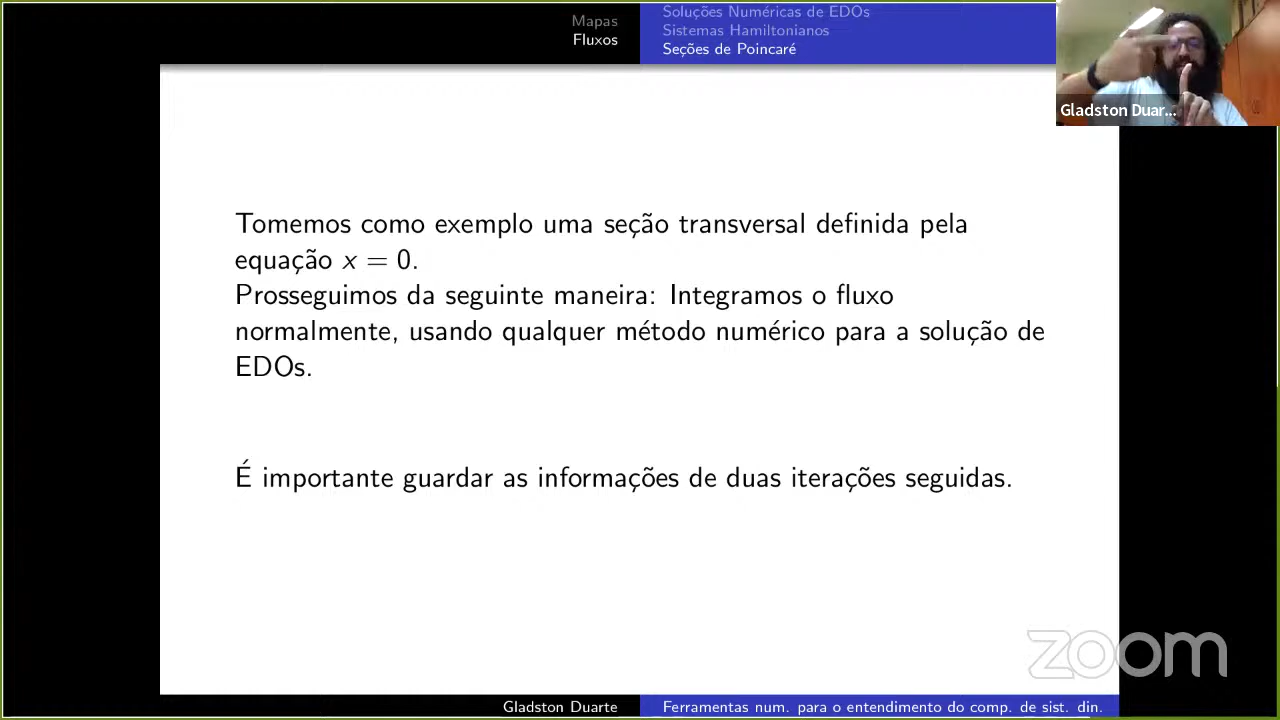 Mapas
Fluxos
Soluções Numéricas de EDOs
Sistemas Hamiltonianos
Seções de Poincaré
Gladston Duar...
Tomemos como exemplo uma seção transversal definida pela
equação x = 0.
Prosseguimos da seguinte maneira: Integramos o fluxo
normalmente, usando qualquer método numérico para a solução de
EDOs.
É importante guardar as informações de duas iterações seguidas.
zoom
Gladston Duarte
Ferramentas num. para o entendimento do comp. de sist. din.